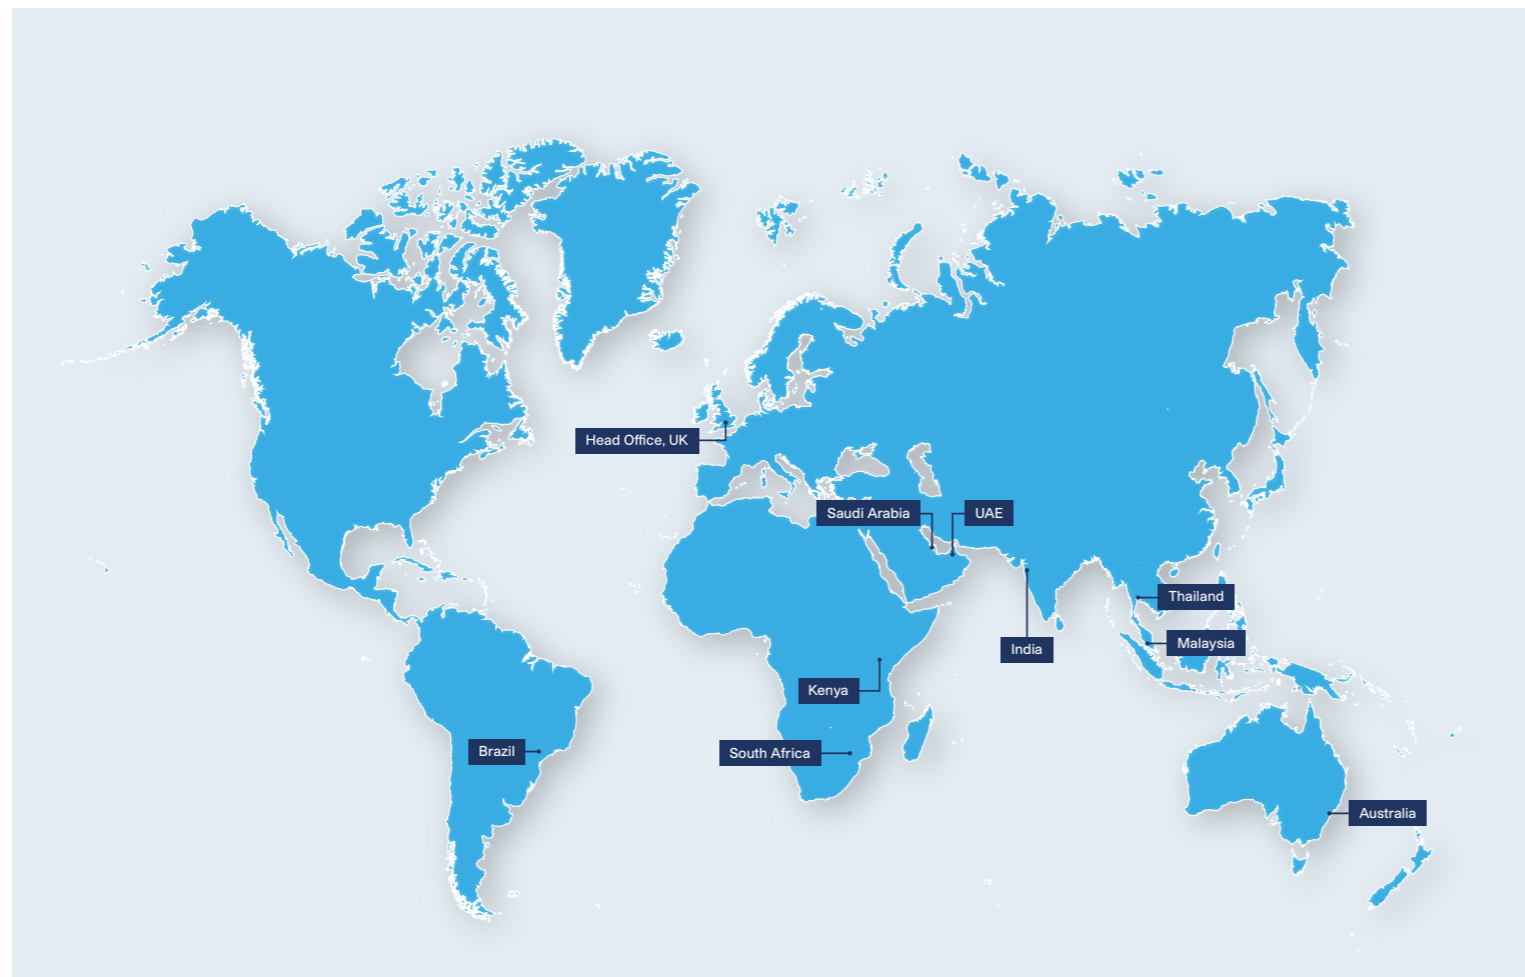 Head Office, UK
Saudi Arabia
UAE
Thailand
Malaysia
India
Kenya
Brazil
South Africa
Australia